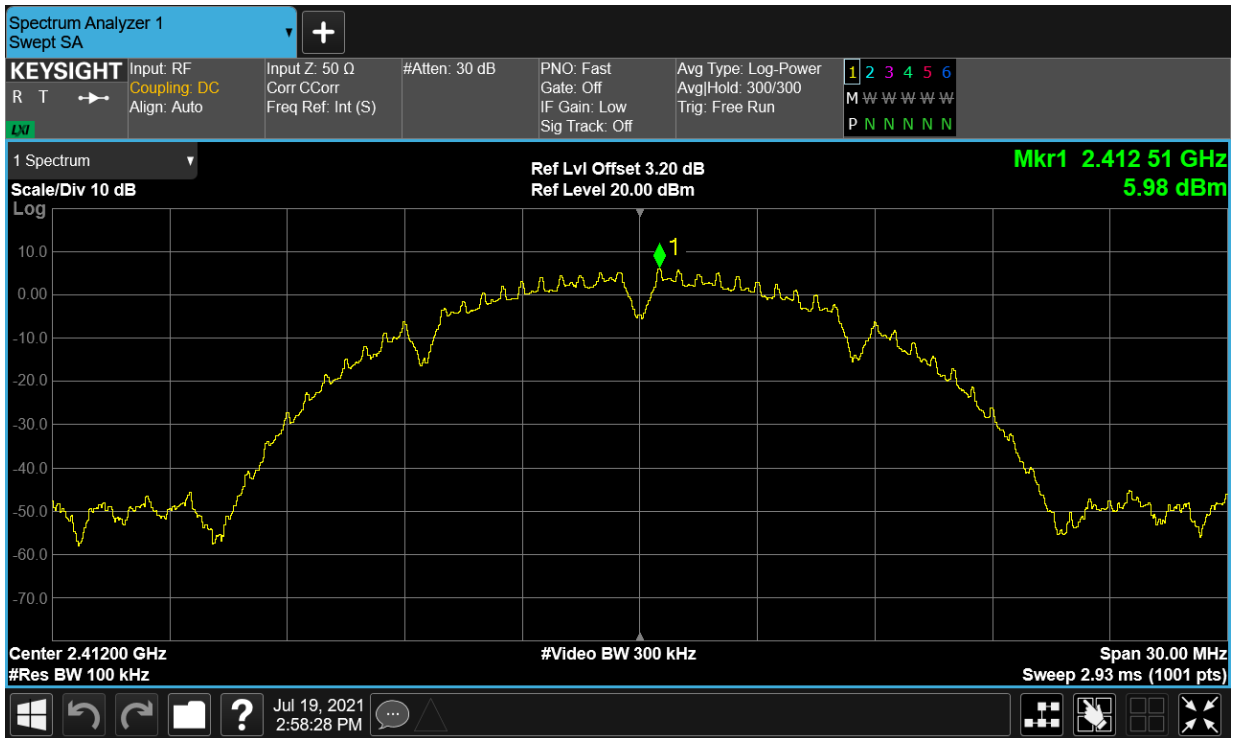 Spectrum Analyzer 1
Swept SA
+
KEYSIGHT
R T
LXI
Input: RF
Coupling: DC
Align: Auto
Input Z: 50 Ω
Corr CCorr
Freq Ref: Int (S)
#Atten: 30 dB
PNO: Fast
Gate: Off
IF Gain: Low
Sig Track: Off
Avg Type: Log-Power
Avg|Hold: 300/300
Trig: Free Run
1 2 3 4 5 6
M W W W W W
P N N N N N N
1 Spectrum
Scale/Div 10 dB
Log
Ref Lvl Offset 3.20 dB
Ref Level 20.00 dBm
Mkr1 2.412 51 GHz
5.98 dBm
1
10.0
0.00
-10.0
-20.0
-30.0
-40.0
-50.0
-60.0
-70.0
Center 2.41200 GHz
#Res BW 100 kHz
#Video BW 300 kHz
Span 30.00 MHz
Sweep 2.93 ms (1001 pts)
?
Jul 19, 2021
2:58:28 PM